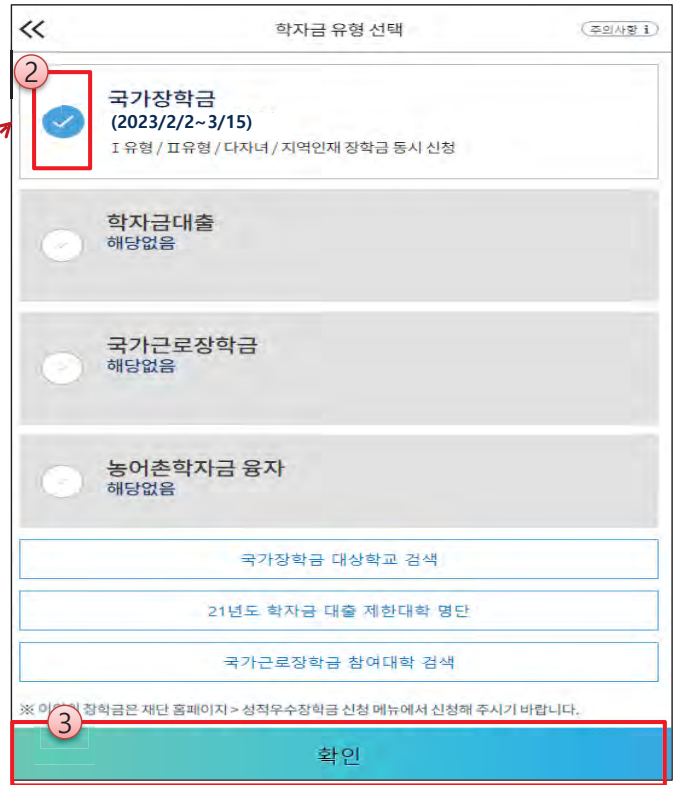 학자금 유형 선택
주의사항 i
2
국가장학금
(2023/2/2~3/15)
I 유형 / II유형 / 다자녀 / 지역인재 장학금 동시 신청
학자금대출
해당없음
국가근로장학금
해당없음
농어촌학자금 융자
해당없음
국가장학금 대상학교 검색
21년도 학자금 대출 제한대학 명단
국가근로장학금 참여대학 검색
※ 장학금은 재단 홈페이지 > 성적우수장학금 신청 메뉴에서 신청해 주시기 바랍니다.
3
확인